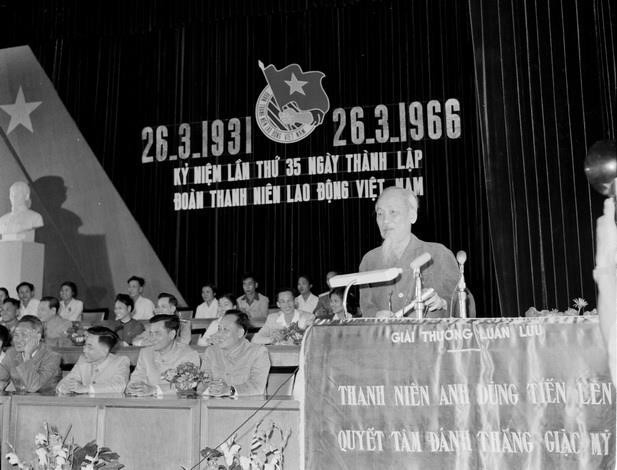 26.3.1931 26.3.1966
KỶ NIỆM LẦN THỨ 35 NGÀY THÀNH LẬP
ĐOÀN THANH NIÊN LAO ĐỘNG VIỆT NAM
GIẢI THƯỞNG LUÂN LƯU
THANH NIÊN ANH DŨNG TIẾN LÊN
QUYẾT TÂM ĐÁNH THẮNG GIẶC MỸ